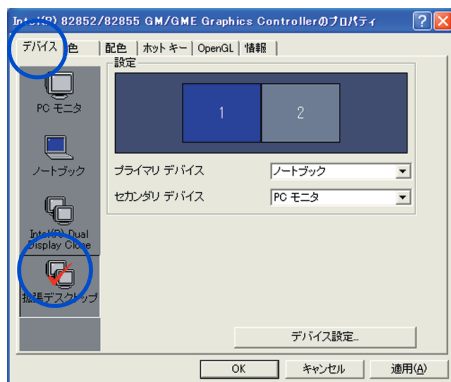 Intel(R) 82852/82855 GM/GME Graphics Controllerのプロパティ
デバイス 色 配色 ホット キー OpenGL 情報
設定
PC モニタ
1 2
ノートブック
プライマリ デバイス ノートブック
セカンダリ デバイス PC モニタ
Intel(R) Dual
Display Clone
拡張デスクトップ
デバイス設定...
OK キャンセル 適用(A)